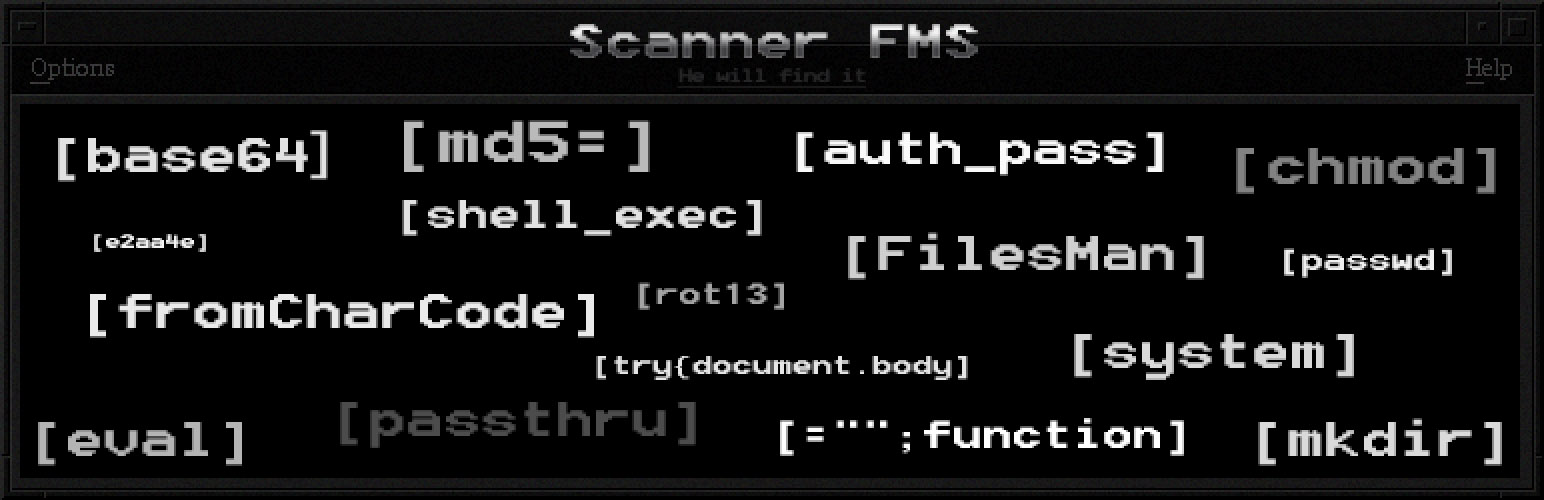 Scanner FMS
Options
He will find it
Help
[base64]
[md5= ]
[auth_pass]
[chmod]
[shell_exec]
[e2aa4e]
[FilesMan]
[passwd]
[fromCharCode]
[rot13]
[try{document.body]
[system]
[eval]
[passthru]
[="";function]
[mkdir]